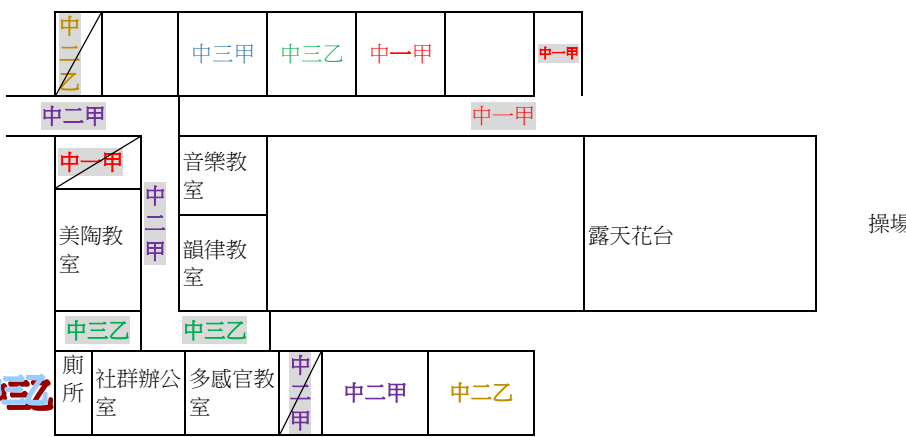 中二乙
中三甲
中三乙
中一甲
中一甲
中二甲
中一甲
中一甲
中二甲
音樂教
室
美陶教
室
韻律教
室
露天花台
操場
中三乙
中三乙
三乙
廁
所
社群辦公
室
多感官教
室
中二甲
中二甲
中二乙